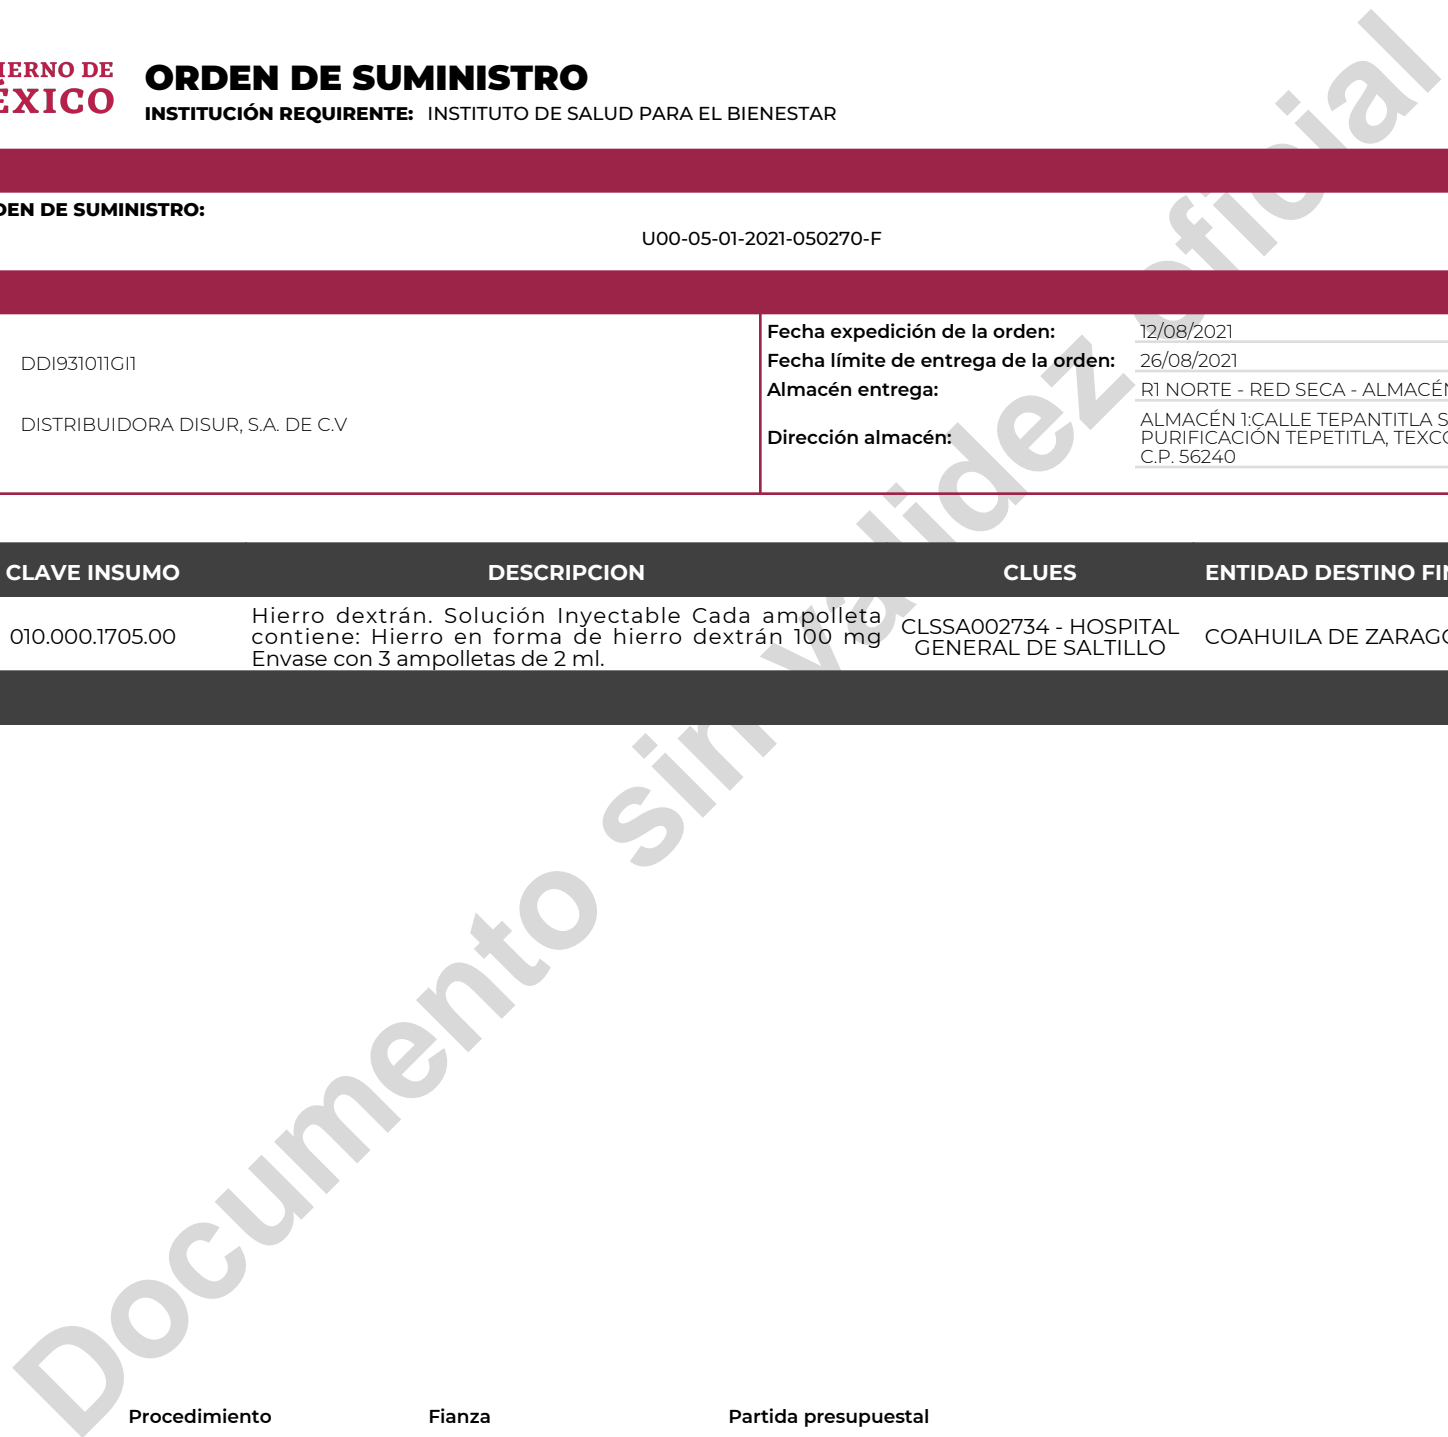 IERNO DE
ÉXICO
ORDEN DE SUMINISTRO
INSTITUCIÓN REQUIRENTE: INSTITUTO DE SALUD PARA EL BIENESTAR
DEN DE SUMINISTRO:
U00-05-01-2021-050270-F
DDI931011GI1
DISTRIBUIDORA DISUR, S.A. DE C.V
Fecha expedición de la orden: 12/08/2021
Fecha límite de entrega de la orden: 26/08/2021
Almacén entrega: R1 NORTE - RED SECA - ALMACÉN
Dirección almacén:
ALMACÉN 1:CALLE TEPANTITLA S
PURIFICACIÓN TEPETITLA, TEXCO
C.P. 56240
CLAVE INSUMO DESCRIPCION CLUES ENTIDAD DESTINO FIN
010.000.1705.00
Hierro dextrán. Solución Inyectable Cada ampolleta
contiene: Hierro en forma de hierro dextrán 100 mg
Envase con 3 ampolletas de 2 ml.
CLSSA002734 - HOSPITAL
GENERAL DE SALTILLO
COAHUILA DE ZARAGO
Documento sin validez oficial
Procedimiento Fianza Partida presupuestal